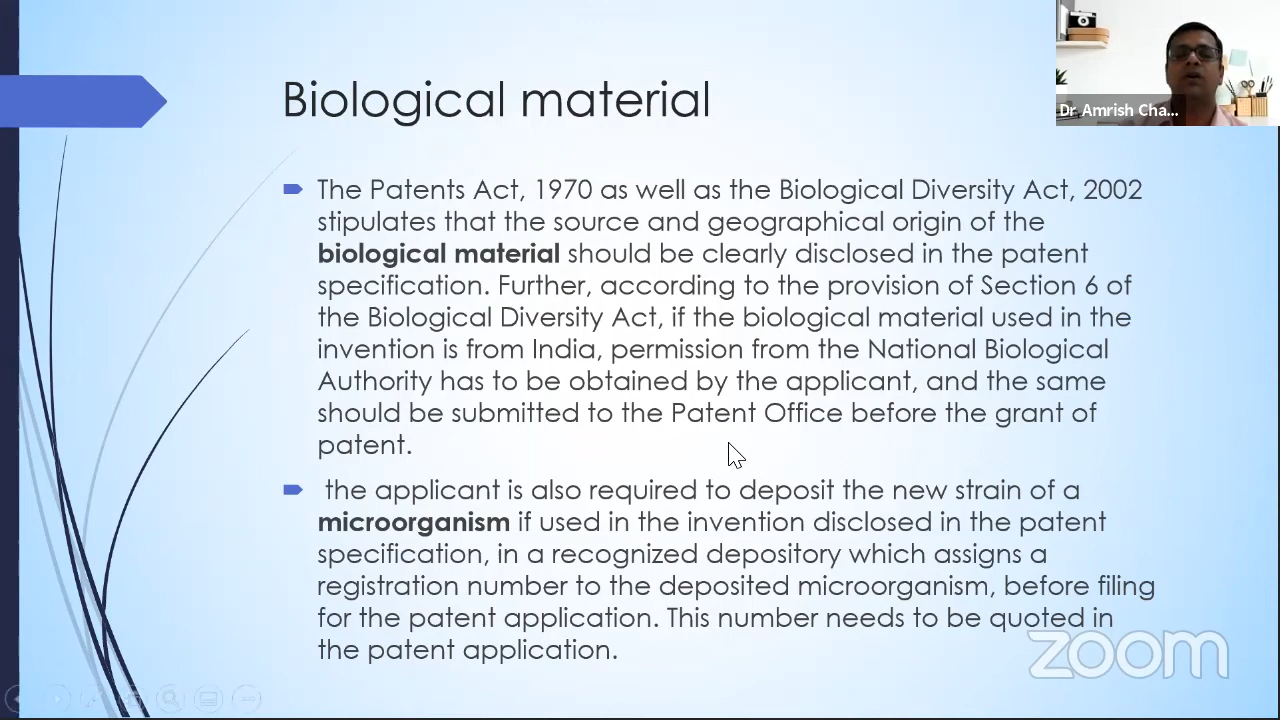 Biological material
Dr Amrish Cha...
The Patents Act, 1970 as well as the Biological Diversity Act, 2002
stipulates that the source and geographical origin of the
biological material should be clearly disclosed in the patent
specification. Further, according to the provision of Section 6 of
the Biological Diversity Act, if the biological material used in the
invention is from India, permission from the National Biological
Authority has to be obtained by the applicant, and the same
should be submitted to the Patent Office before the grant of
patent.
the applicant is also required to deposit the new strain of a
microorganism if used in the invention disclosed in the patent
specification, in a recognized depository which assigns a
registration number to the deposited microorganism, before filing
for the patent application. This number needs to be quoted in
the patent application.
zoom